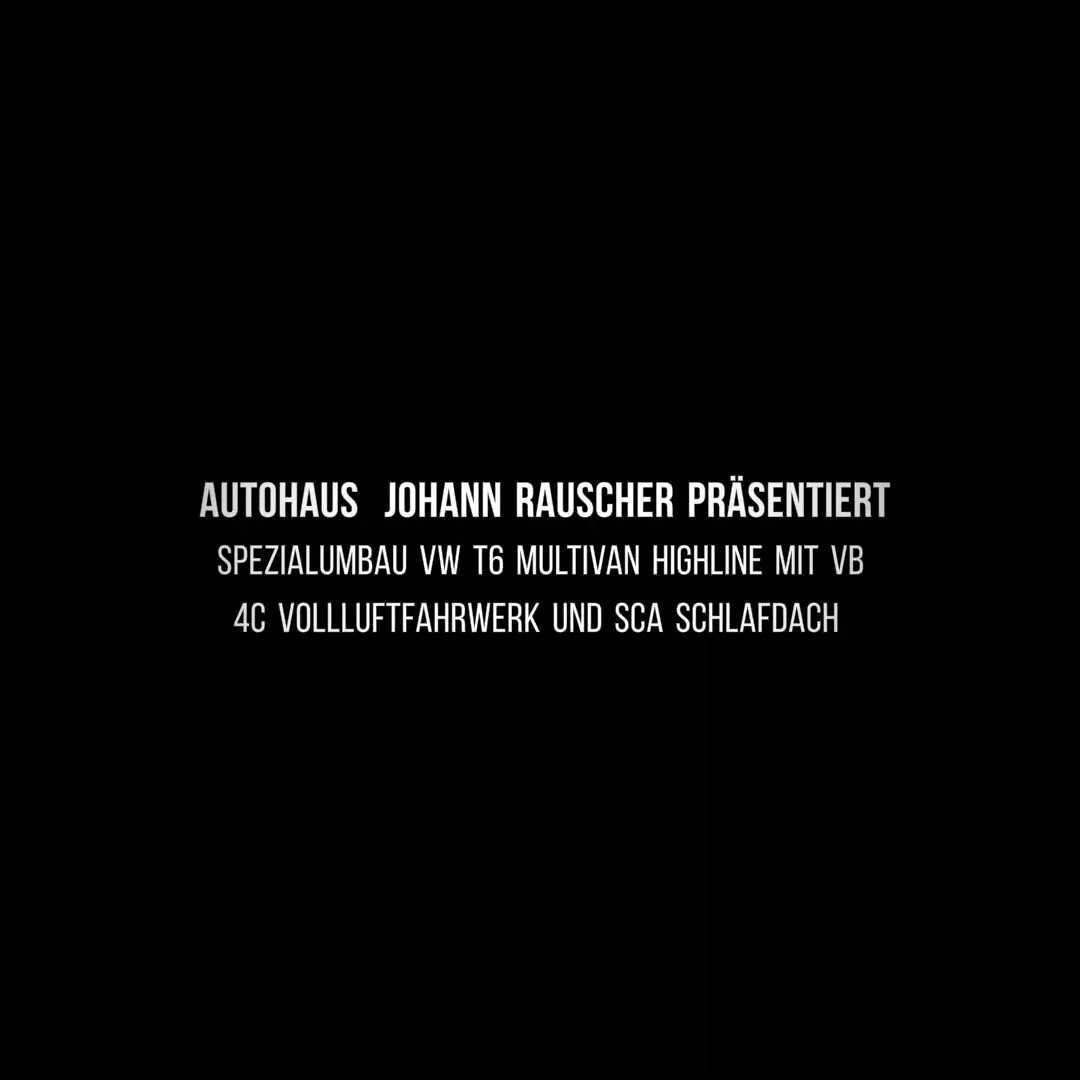 AUTOHAUS  JOHANN RAUSCHER PRÄSENTIERT
SPEZIALUMBAU VW T6 MULTIVAN HIGHLINE MIT VB
4C VOLLLUFTFAHRWERK UND SCA SCHLAFDACH